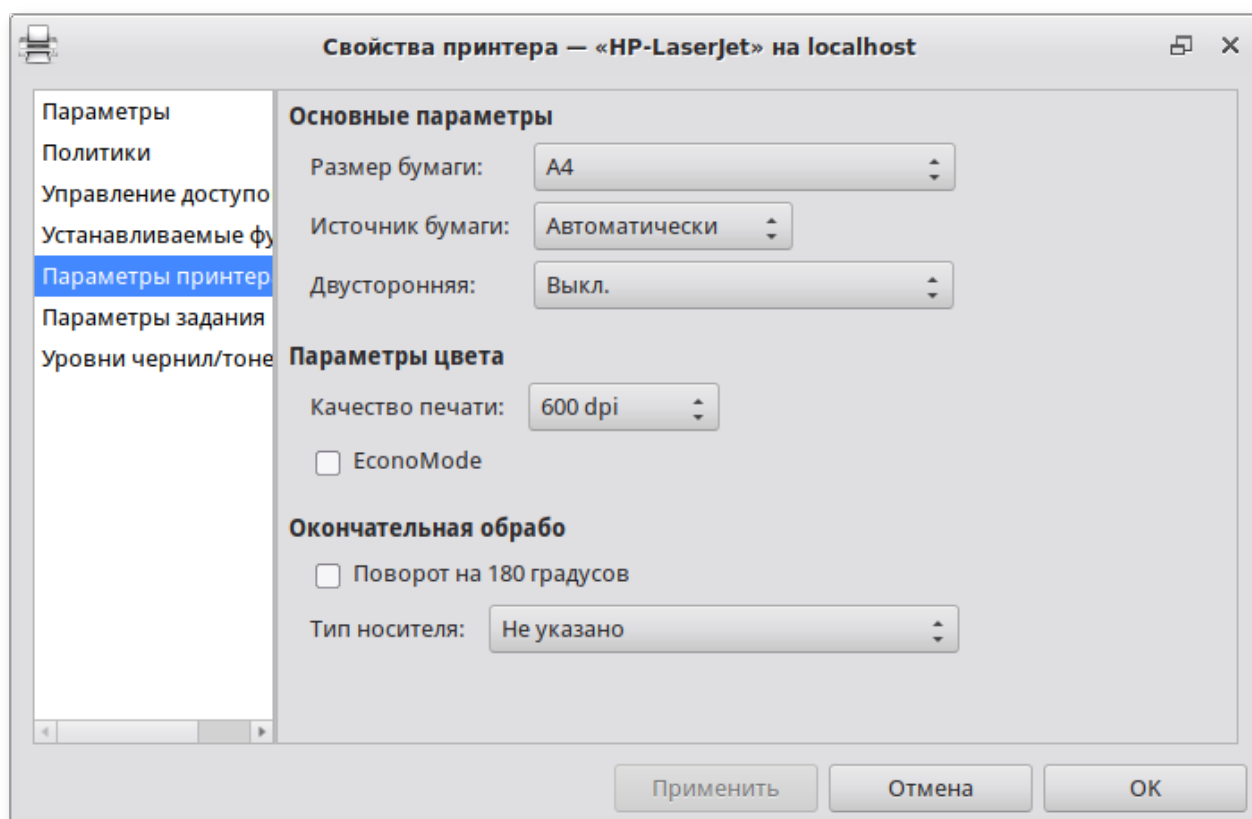 Свойства принтера — «HP-LaserJet» на localhost
Параметры
Политики
Управление доступо
Устанавливаемые фу
Параметры принтер
Параметры задания
Уровни чернил/тоне
Основные параметры
Размер бумаги: A4
Источник бумаги: Автоматически
Двусторонняя: Выкл.
Параметры цвета
Качество печати: 600 dpi
EconoMode
Окончательная обрабо
Поворот на 180 градусов
Тип носителя: Не указано
Применить Отмена OK